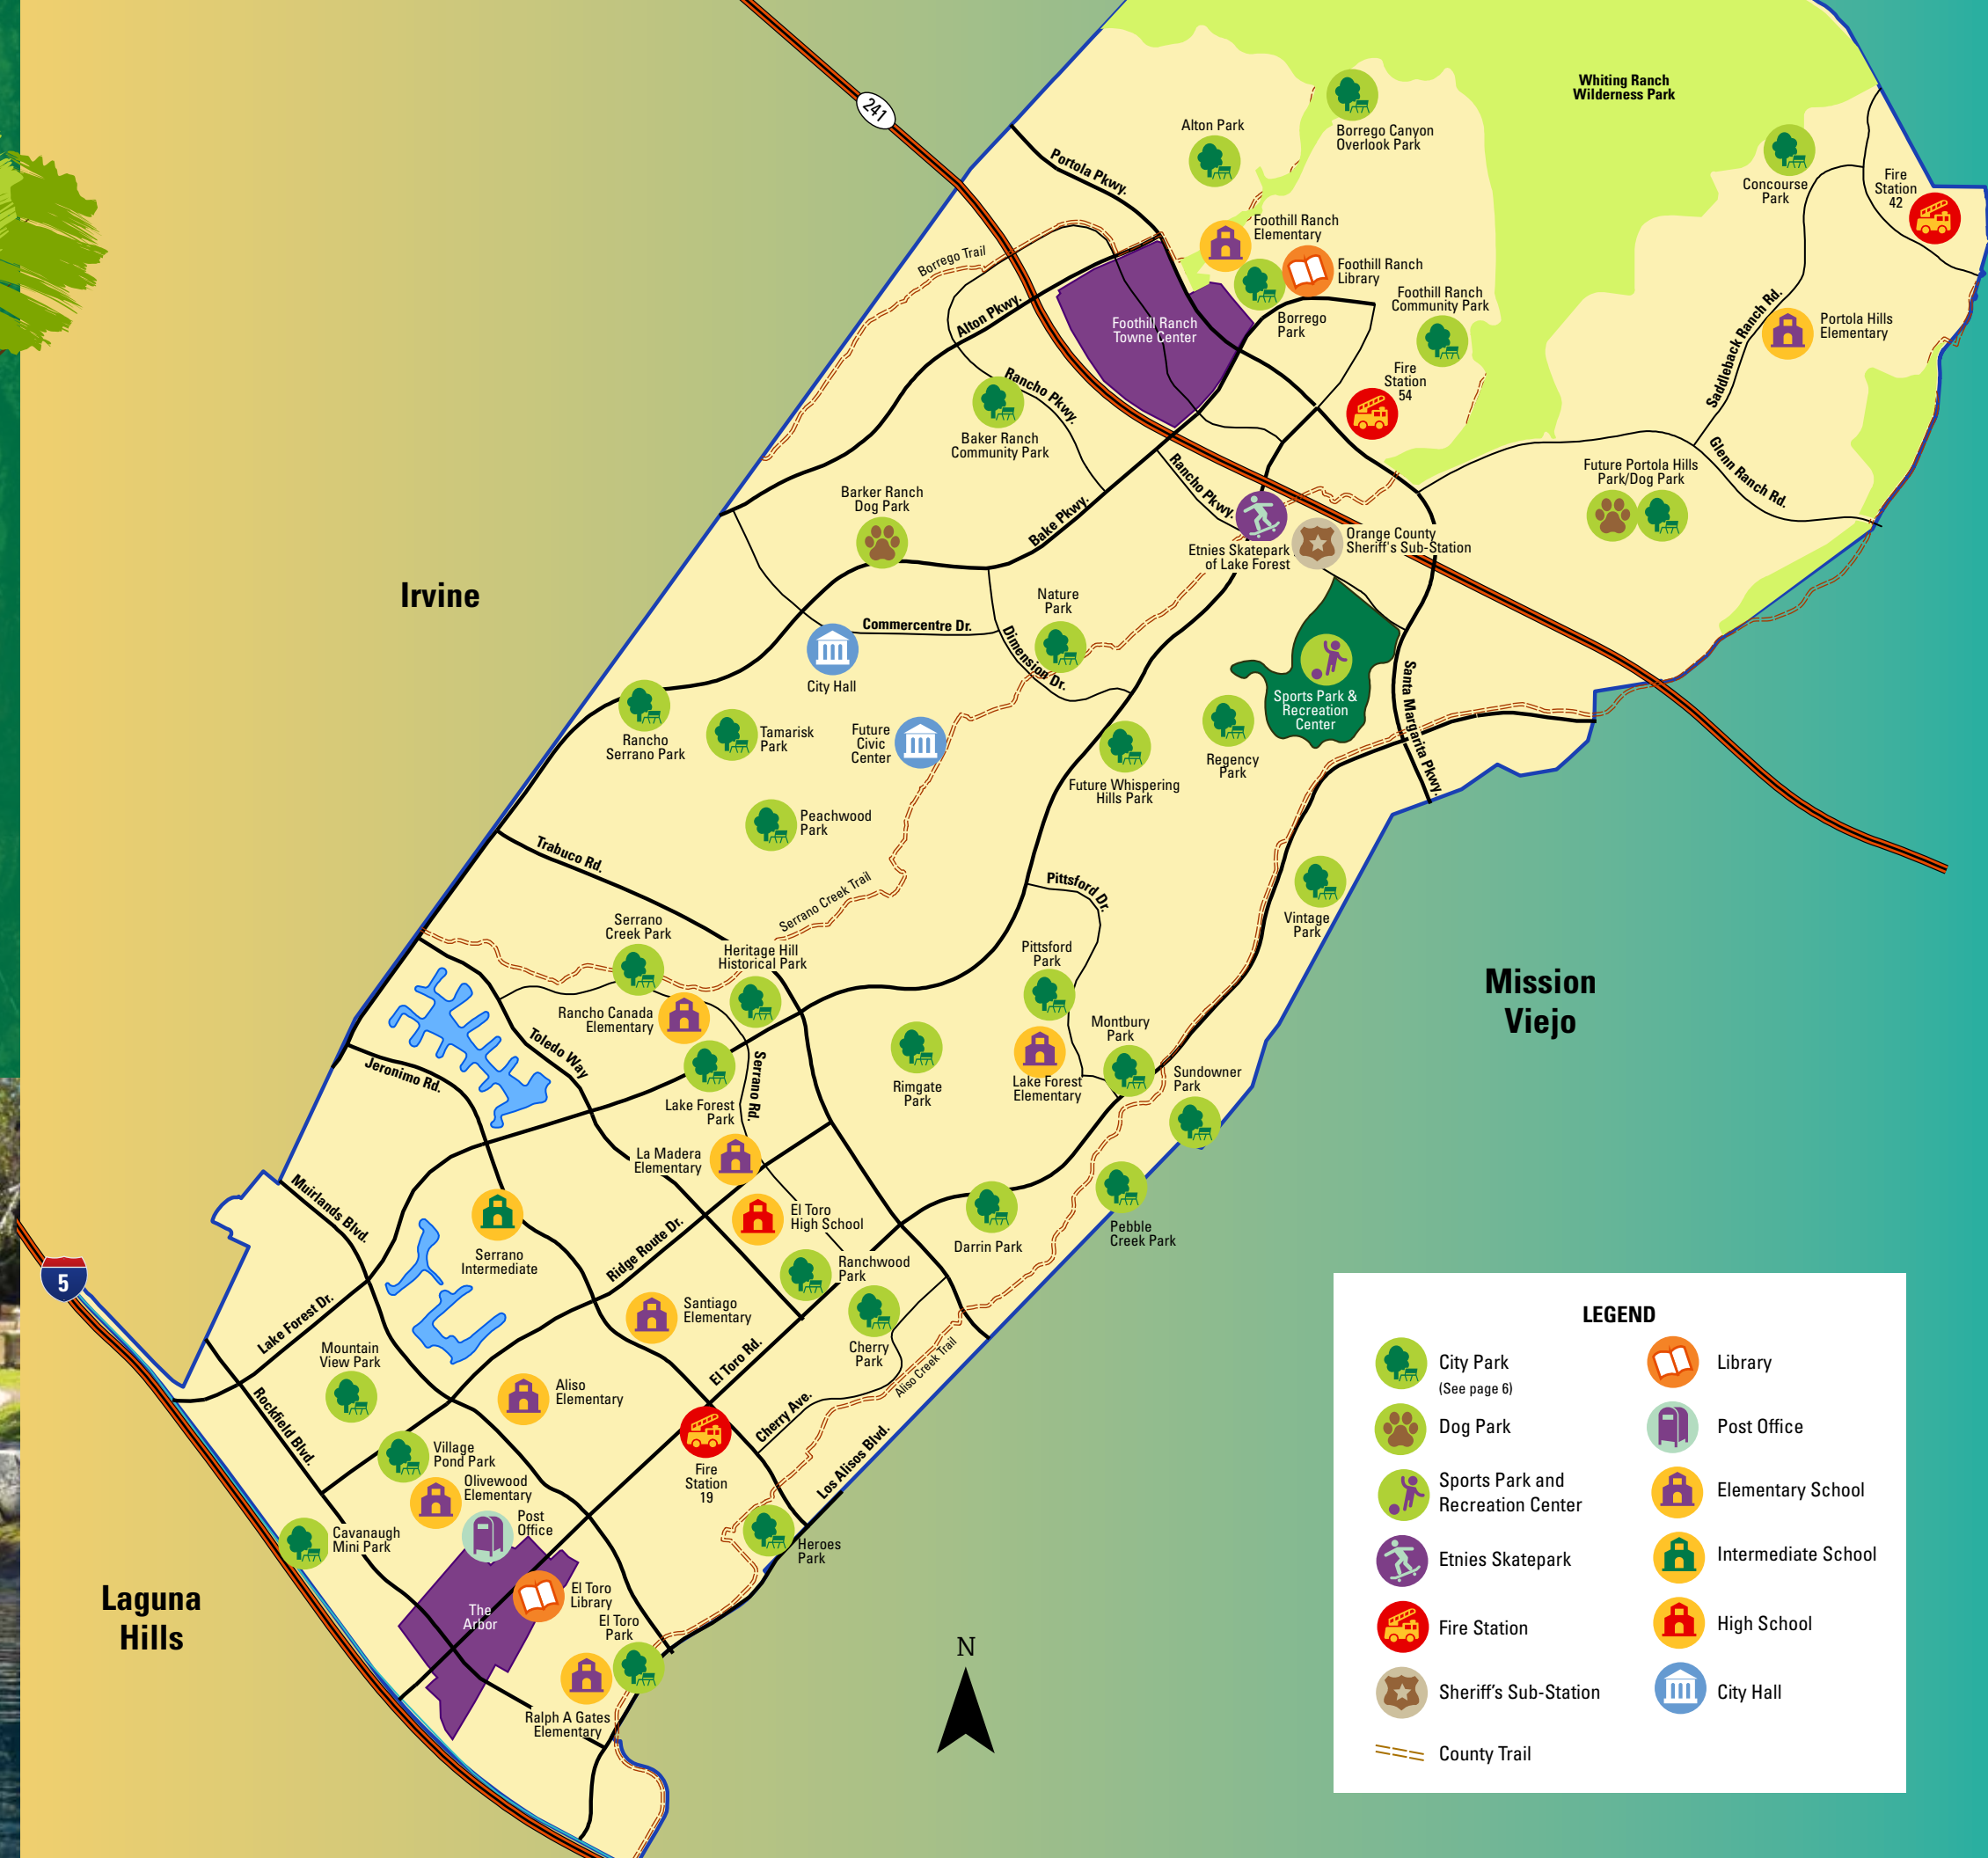 241
Whiting Ranch
Wilderness Park
Alton Park
Borrego Canyon
Overlook Park
Portola Pkwy.
Concourse
Park
Fire
Station
42
Foothill Ranch
Elementary
Borrego Trail
Foothill Ranch
Library
Foothill Ranch
Community Park
Alton Pkwy.
Foothill Ranch
Towne Center
Borrego
Park
Saddleback Ranch Rd.
Portola Hills
Elementary
Fire
Station
54
Rancho Pkwy.
Baker Ranch
Community Park
Glenn Ranch Rd.
Rancho Pkwy.
Future Portola Hills
Park/Dog Park
Barker Ranch
Dog Park
Bake Pkwy.
Orange County
Sheriff's Sub-Station
Etnies Skatepark
of Lake Forest
Irvine
Nature
Park
Commercentre Dr.
Dimension Dr.
City Hall
Santa Margarita Pkwy.
Sports Park &
Recreation
Center
Rancho
Serrano Park
Tamarisk
Park
Future
Civic
Center
Regency
Park
Future Whispering
Hills Park
Peachwood
Park
Trabuco Rd.
Serrano Creek Trail
Pittsford Dr.
Vintage
Park
Serrano
Creek Park
Heritage Hill
Historical Park
Pittsford
Park
Mission
Viejo
Rancho Canada
Elementary
Toledo Way
Montbury
Park
Jeronimo Rd.
Serrano Rd.
Rimgate
Park
Lake Forest
Elementary
Sundowner
Park
Lake Forest
Park
La Madera
Elementary
Muirlands Blvd.
El Toro
High School
Pebble
Creek Park
Serrano
Intermediate
Ridge Route Dr.
Darrin Park
Ranchwood
Park
5
Lake Forest Dr.
Santiago
Elementary
Mountain
View Park
Cherry
Park
El Toro Rd.
Aliso Creek Trail
Rockfield Blvd.
Aliso
Elementary
Cherry Ave.
Los Alisos Blvd.
Village
Pond Park
Fire
Station
19
Olivewood
Elementary
Post
Office
Cavanaugh
Mini Park
Heroes
Park
Laguna
Hills
The
Arbor
El Toro
Library
El Toro
Park
Ralph A Gates
Elementary
N
LEGEND
City Park
(See page 6)
Library
Dog Park
Post Office
Sports Park and
Recreation Center
Elementary School
Etnies Skatepark
Intermediate School
Fire Station
High School
Sheriff's Sub-Station
City Hall
County Trail